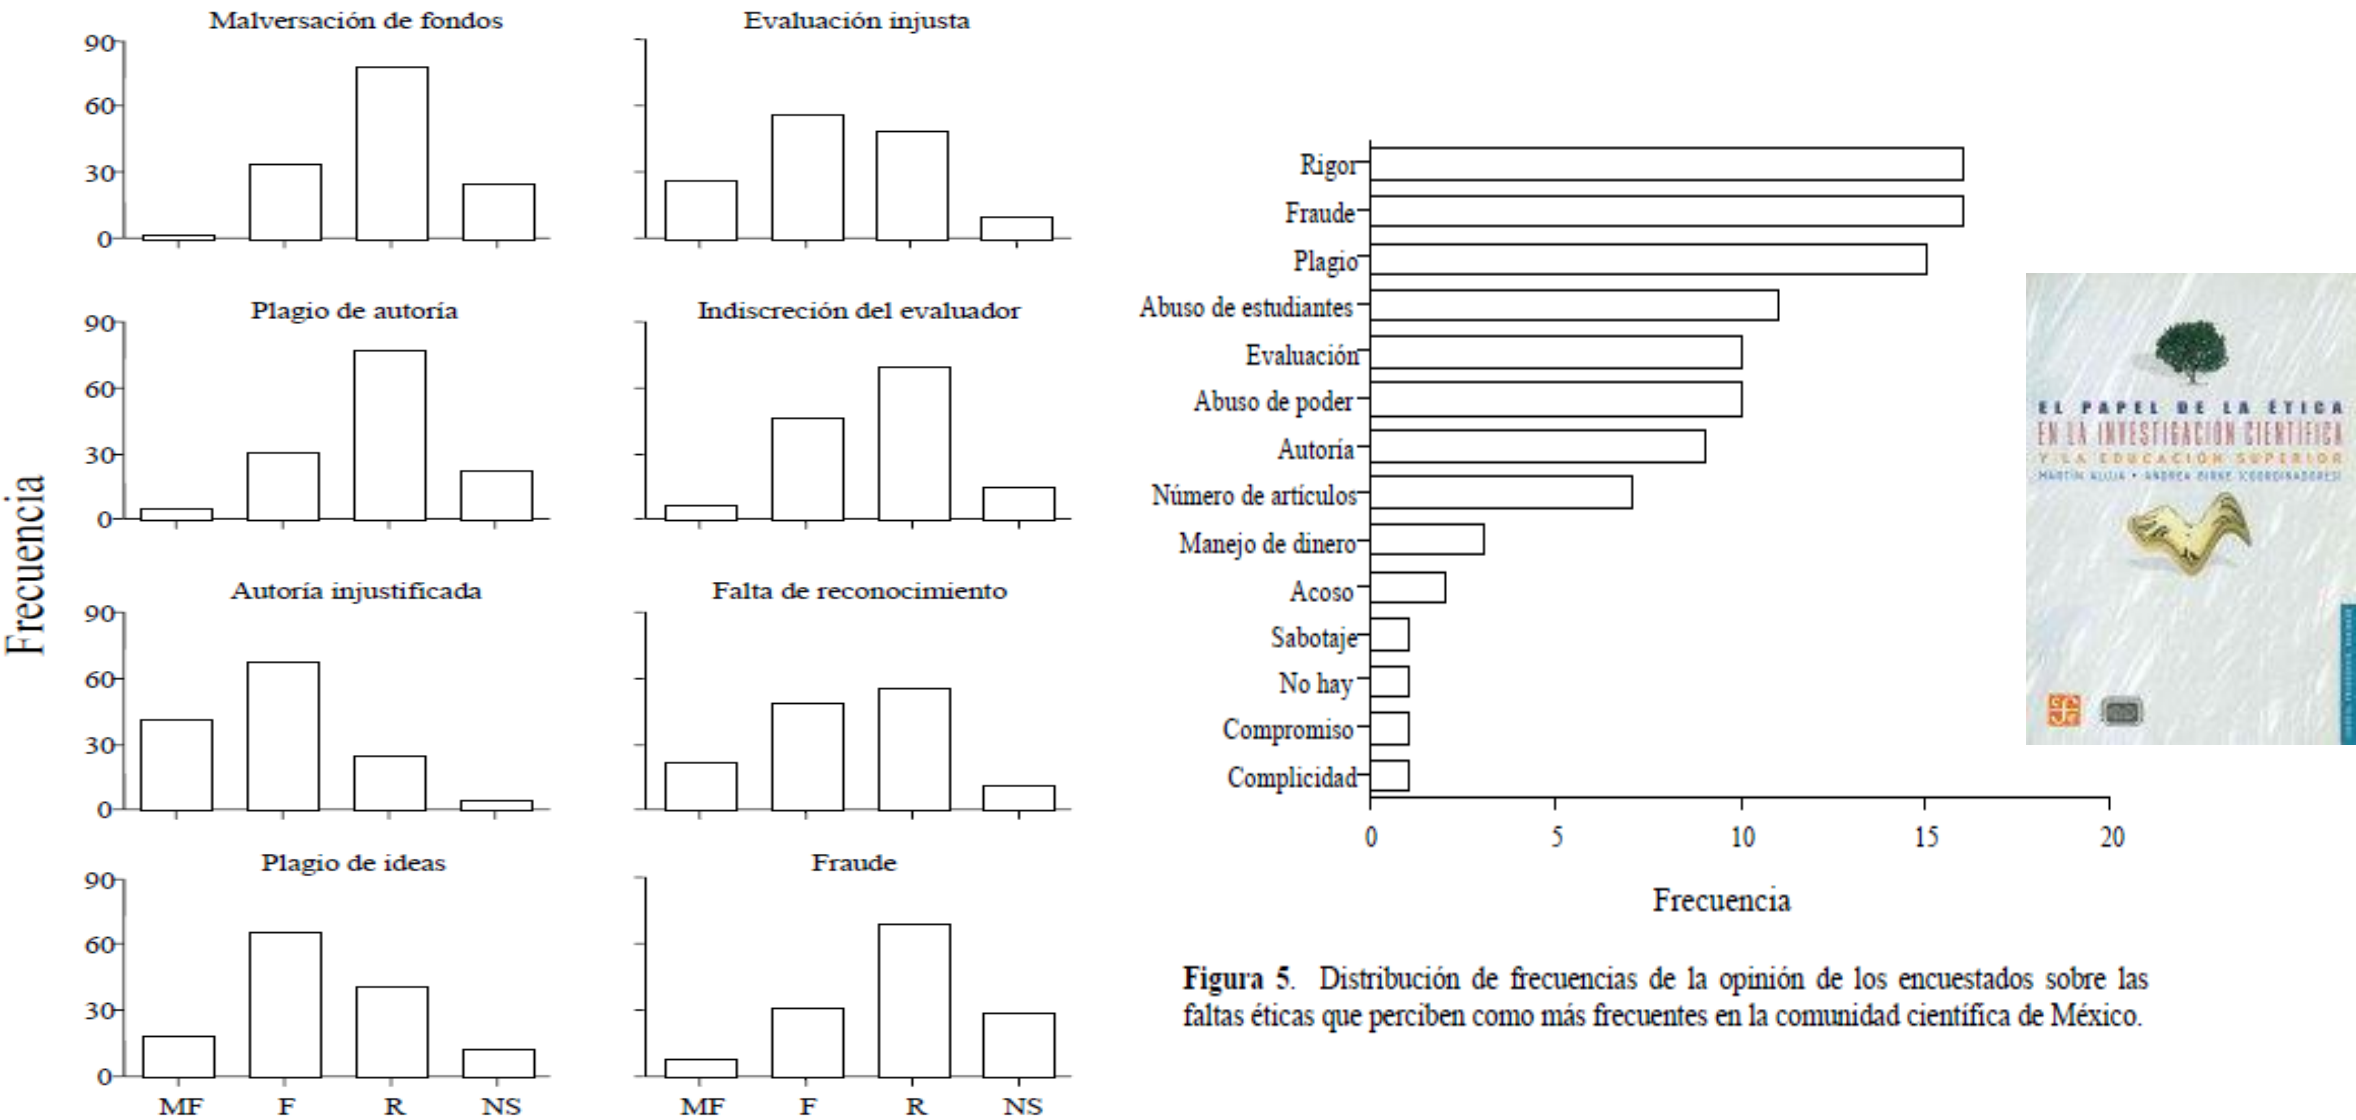 Malversación de fondos
90
60
30
0
Evaluación injusta
Plagio de autoría
90
60
30
0
Indiscreción del evaluador
Autoría injustificada
90
60
30
0
Falta de reconocimiento
Plagio de ideas
90
60
30
0
MF F R NS
Fraude
MF F R NS
Frecuencia
Rigor
Fraude
Plagio
Abuso de estudiantes
Evaluación
Abuso de poder
Autoría
Número de artículos
Manejo de dinero
Acoso
Sabotaje
No hay
Compromiso
Complicidad
0 5 10 15 20
Frecuencia
Figura 5. Distribución de frecuencias de la opinión de los encuestados sobre las
faltas éticas que perciben como más frecuentes en la comunidad científica de México.
EL PAPEL DE LA ÉTICA
EN LA INVESTIGACIÓN CIENTÍFICA
Y LA EDUCACIÓN SUPERIOR
MARTÍN ALUJA • ANDREA BIRKE (COORDINADORES)